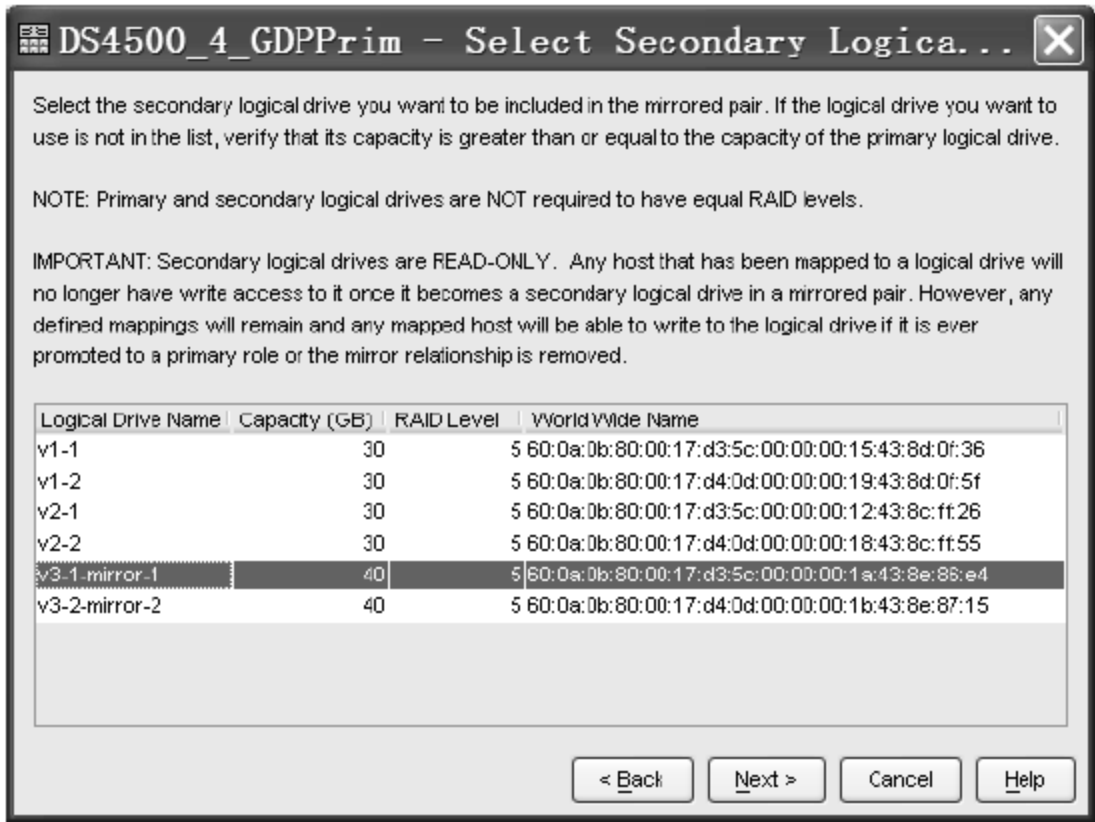 DS4500_4_GDPPrim - Select Secondary Logica...
Select the secondary logical drive you want to be included in the mirrored pair. If the logical drive you want to
use is not in the list, verify that its capacity is greater than or equal to the capacity of the primary logical drive.
NOTE: Primary and secondary logical drives are NOT required to have equal RAID levels.
IMPORTANT: Secondary logical drives are READ-ONLY. Any host that has been mapped to a logical drive will
no longer have write access to it once it becomes a secondary logical drive in a mirrored pair. However, any
defined mappings will remain and any mapped host will be able to write to the logical drive if it is ever
promoted to a primary role or the mirror relationship is removed.
Logical Drive Name Capacity (GB) RAID Level World Wide Name
v1-1 30 5 60:0a:0b:80:00:17:d3:5c:00:00:00:15:43:8d:0f:36
v1-2 30 5 60:0a:0b:80:00:17:d4:0d:00:00:00:19:43:8d:0f:5f
v2-1 30 5 60:0a:0b:80:00:17:d3:5c:00:00:00:12:43:8c:ff:26
v2-2 30 5 60:0a:0b:80:00:17:d4:0d:00:00:00:18:43:8c:ff:55
v3-1-mirror-1 40 5 60:0a:0b:80:00:17:d3:5c:00:00:00:1a:43:8e:86:e4
v3-2-mirror-2 40 5 60:0a:0b:80:00:17:d4:0d:00:00:00:1b:43:8e:87:15
< Back Next > Cancel Help